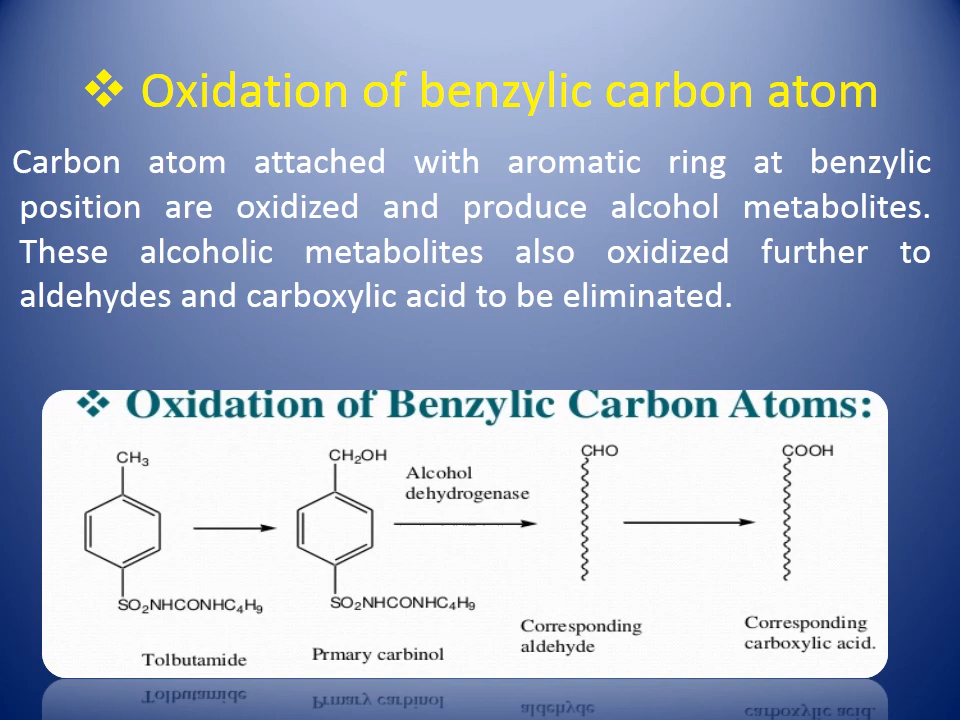 ❖ Oxidation of benzylic carbon atom
Carbon atom attached with aromatic ring at benzylic
position are oxidized and produce alcohol metabolites.
These alcoholic metabolites also oxidized further to
aldehydes and carboxylic acid to be eliminated.
❖ Oxidation of Benzylic Carbon Atoms:
CH₃
CH₂OH
Alcohol
dehydrogenase
CHO
COOH
SO₂NHCONHC₄H₉
SO₂NHCONHC₄H₉
Tolbutamide
Prmary carbinol
Corresponding
aldehyde
Corresponding
carboxylic acid.